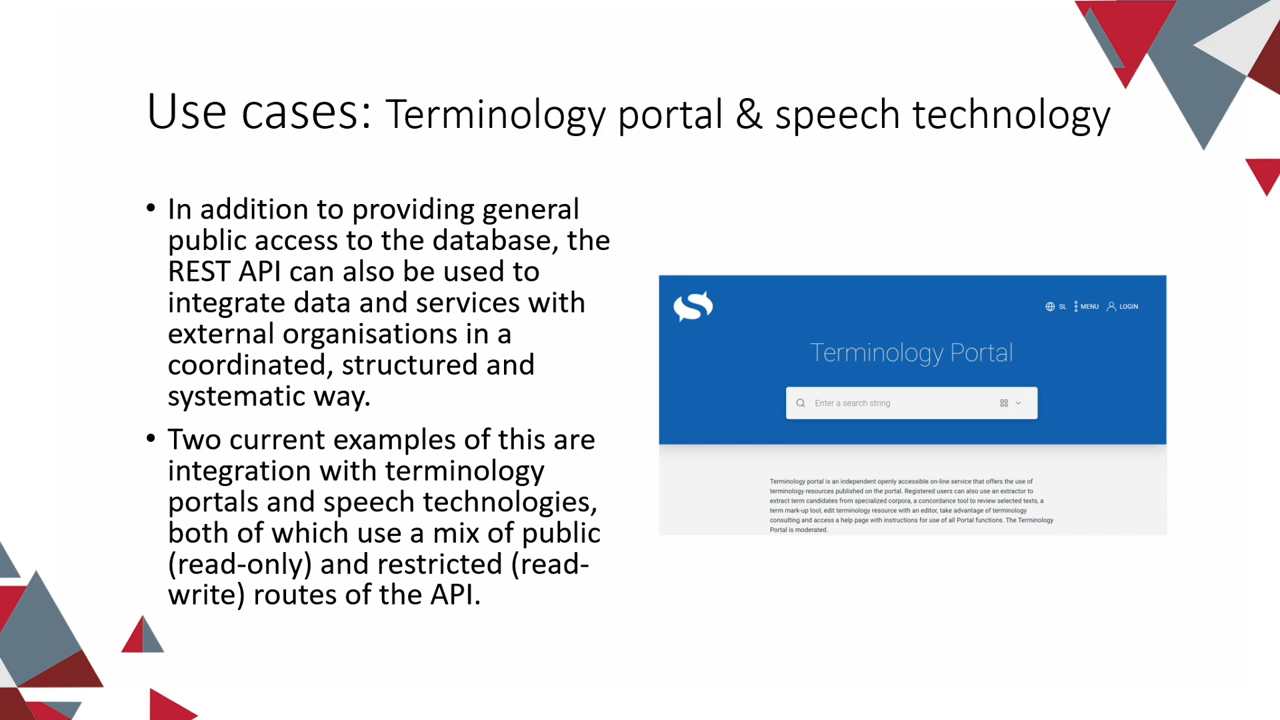 Use cases: Terminology portal & speech technology
• In addition to providing general
public access to the database, the
REST API can also be used to
integrate data and services with
external organisations in a
coordinated, structured and
systematic way.
• Two current examples of this are
integration with terminology
portals and speech technologies,
both of which use a mix of public
(read-only) and restricted (read-
write) routes of the API.
SL MENU LOGIN
Terminology Portal
Enter a search string
Terminology portal is an independent openly accessible on-line service that offers the use of
terminology resources published on the portal. Registered users can also use an extractor to
extract term candidates from specialized corpora, a concordance tool to review selected texts, a
term mark-up tool, edit terminology resource with an editor, take advantage of terminology
consulting and access a help page with instructions for use of all Portal functions. The Terminology
Portal is moderated.